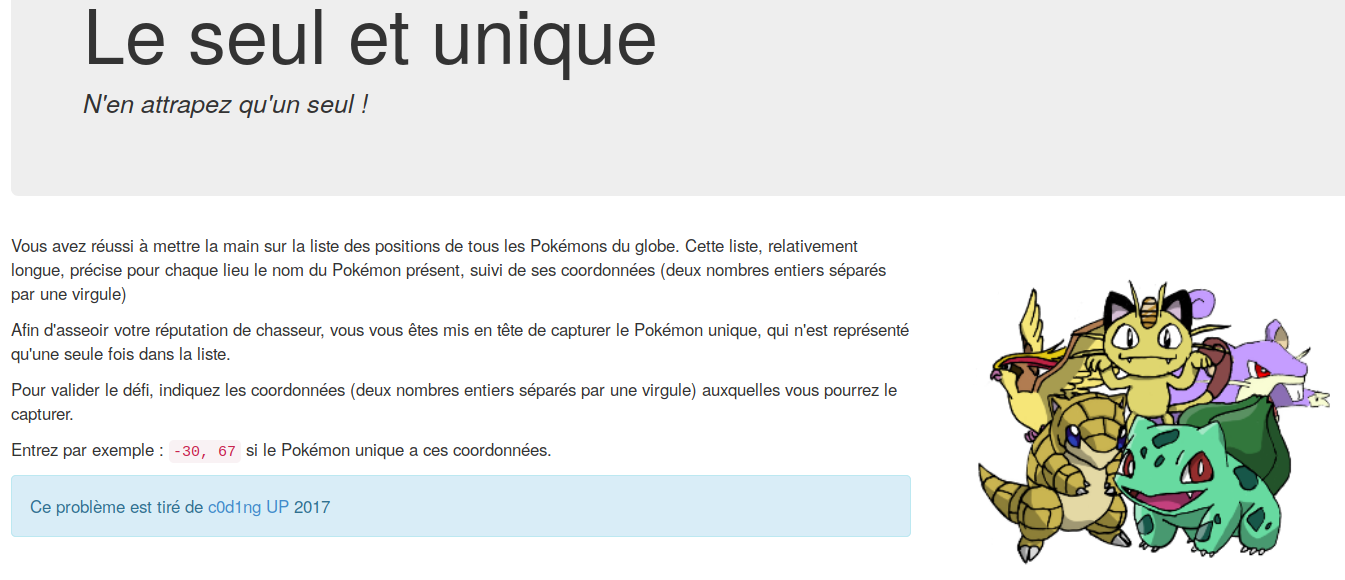 Le seul et unique
N'en attrapez qu'un seul !
Vous avez réussi à mettre la main sur la liste des positions de tous les Pokémons du globe. Cette liste, relativement
longue, précise pour chaque lieu le nom du Pokémon présent, suivi de ses coordonnées (deux nombres entiers séparés
par une virgule)
Afin d'asseoir votre réputation de chasseur, vous vous êtes mis en tête de capturer le Pokémon unique, qui n'est représenté
qu'une seule fois dans la liste.
Pour valider le défi, indiquez les coordonnées (deux nombres entiers séparés par une virgule) auxquelles vous pourrez le
capturer.
Entrez par exemple : -30, 67 si le Pokémon unique a ces coordonnées.
Ce problème est tiré de c0d1ng UP 2017